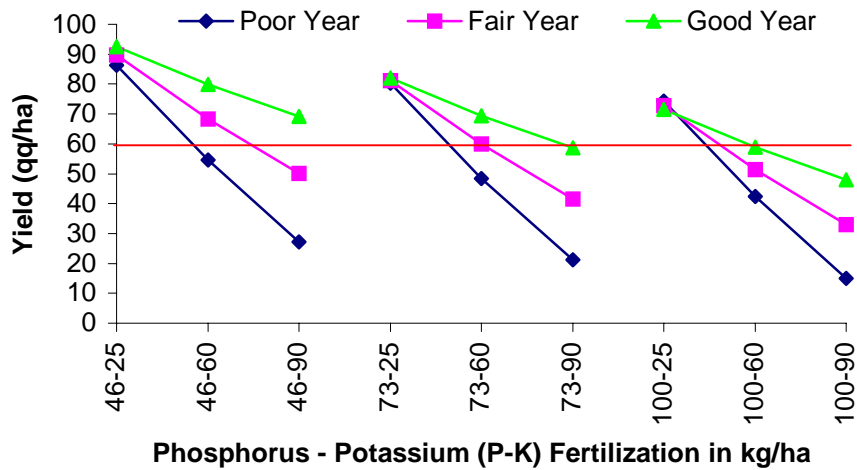 Poor Year Fair Year Good Year
Yield (qq/ha)
100
90
80
70
60
50
40
30
20
10
0
46-25 46-60 46-90 73-25 73-60 73-90 100-25 100-60 100-90
Phosphorus - Potassium (P-K) Fertilization in kg/ha